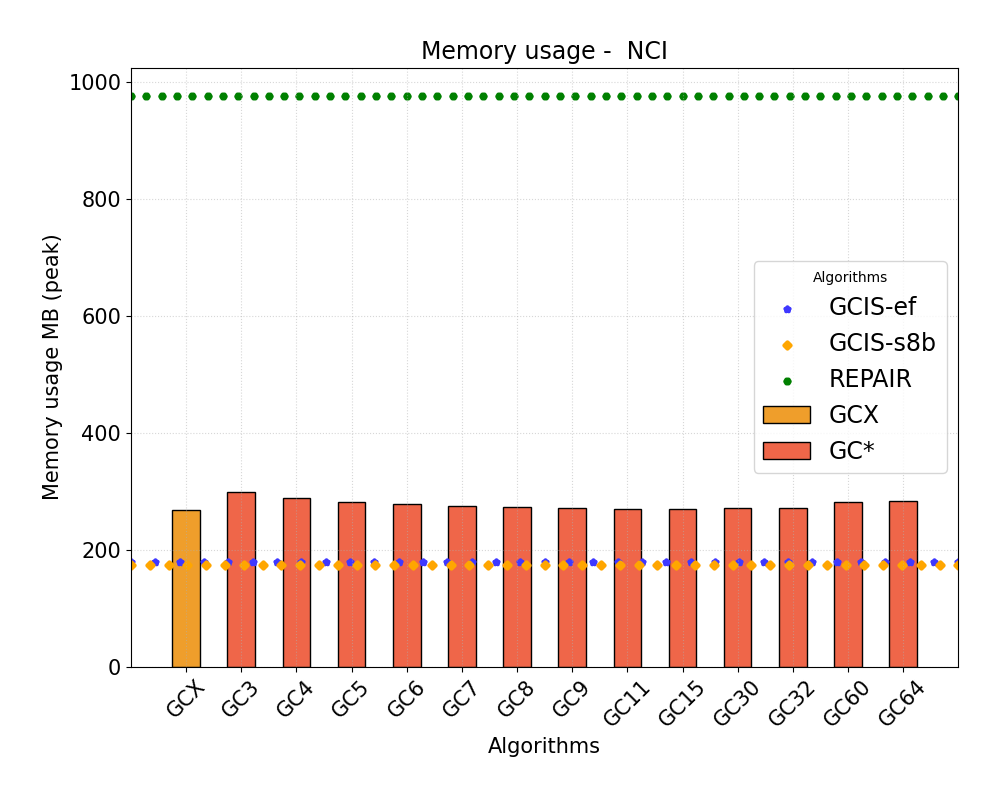 Memory usage -  NCI
1000
800
600
400
200
0
Memory usage MB (peak)
Algorithms
GCIS-ef
GCIS-s8b
REPAIR
GCX
GC*
GCX GC3 GC4 GC5 GC6 GC7 GC8 GC9 GC11 GC15 GC30 GC32 GC60 GC64
Algorithms